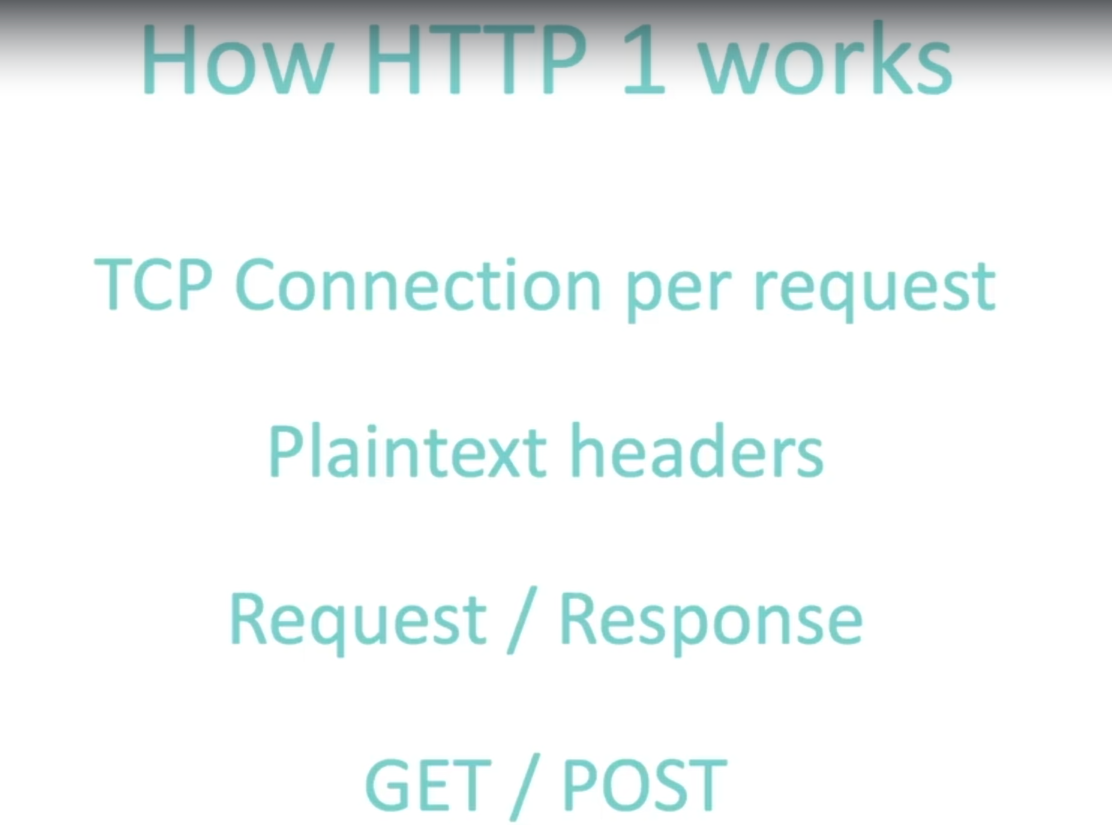 How HTTP 1 works
TCP Connection per request
Plaintext headers
Request / Response
GET / POST